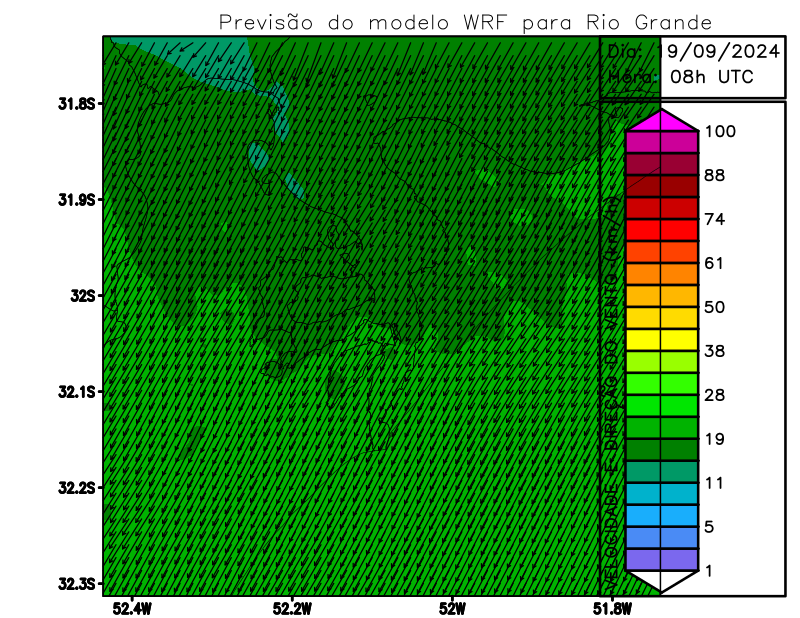 Previsão do modelo WRF para Rio Grande
Dia: 19/09/2024
Hora: 08h UTC
31.8S
31.9S
32S
32.1S
32.2S
32.3S
52.4W
52.2W
52W
51.8W
VELOCIDADE E DIREÇÃO DO VENTO (km/h)
100
88
74
61
50
38
28
19
11
5
1